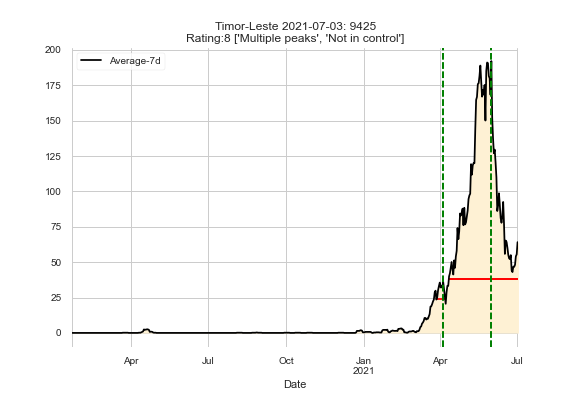 Timor-Leste 2021-07-03: 9425
Rating:8 ['Multiple peaks', 'Not in control']
Average-7d
200
175
150
125
100
75
50
25
0
Apr
Jul
Oct
Jan
2021
Apr
Jul
Date